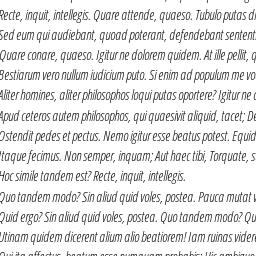 Recte, inquit, intellegis. Quare attende, quaeso. Tubulo putas di
Sed eum qui audiebant, quoad poterant, defendebant sentent
Quare conare, quaeso. Igitur ne dolorem quidem. At ille pellit, q
Bestiarum vero nullum iudicium puto. Si enim ad populum me vo
Aliter homines, aliter philosophos loqui putas oportere? Igitur ne d
Apud ceteros autem philosophos, qui quaesivit aliquid, tacet; De
Ostendit pedes et pectus. Nemo igitur esse beatus potest. Equid
Itaque fecimus. Non semper, inquam; Aut haec tibi, Torquate, s
Hoc simile tandem est? Recte, inquit, intellegis.
Quo tandem modo? Sin aliud quid voles, postea. Pauca mutat v
Quid ergo? Sin aliud quid voles, postea. Quo tandem modo? Qu
Utinam quidem dicerent alium alio beatiorem! Iam ruinas vider